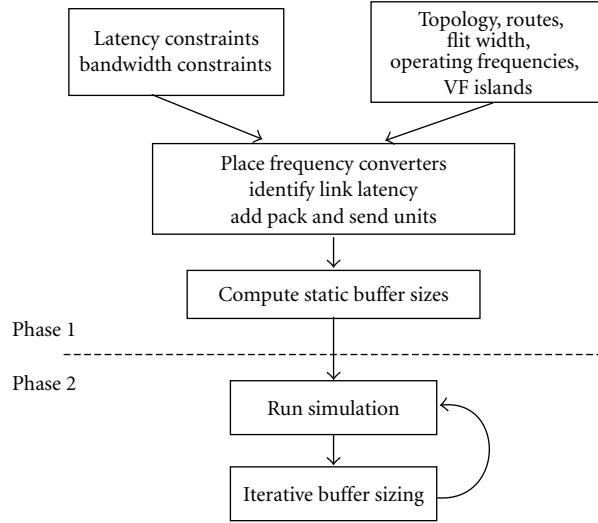 Latency constraints
bandwidth constraints
Topology, routes,
flit width,
operating frequencies,
VF islands
Place frequency converters
identify link latency
add pack and send units
Compute static buffer sizes
Phase 1
Phase 2
Run simulation
Iterative buffer sizing